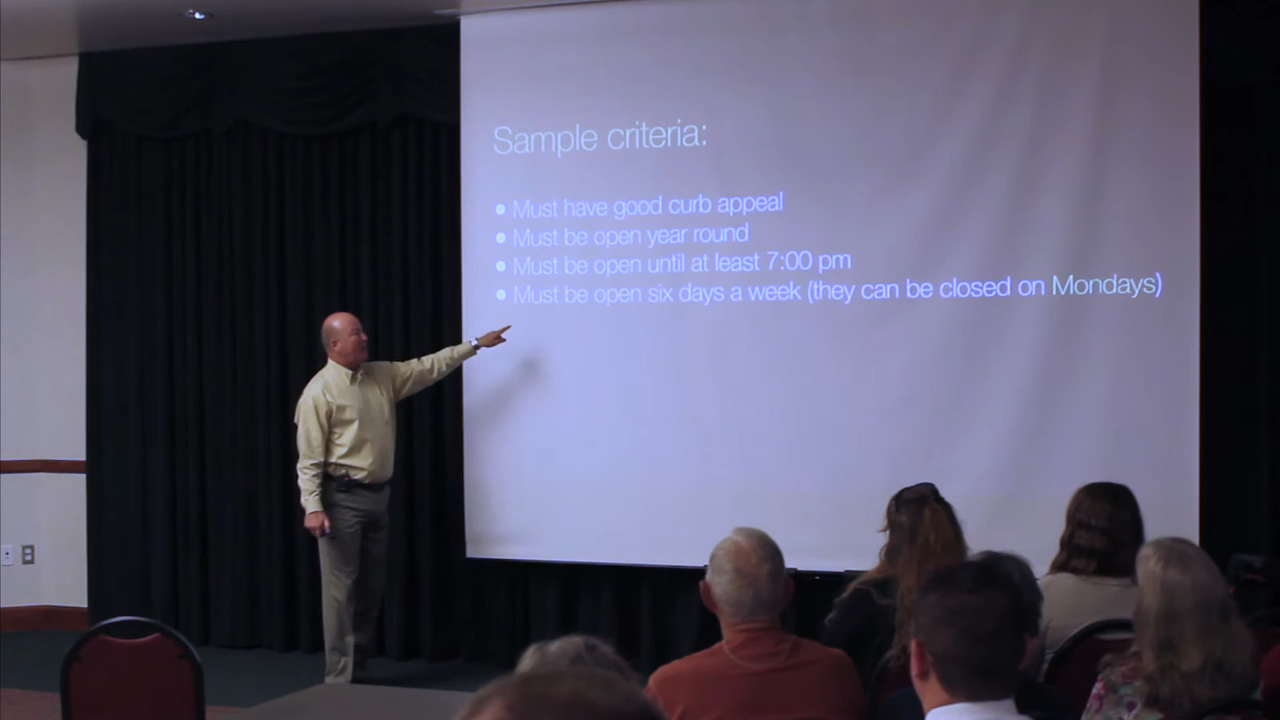 Sample criteria:
• Must have good curb appeal
• Must be open year round
• Must be open until at least 7:00 pm
• Must be open six days a week (they can be closed on Mondays)